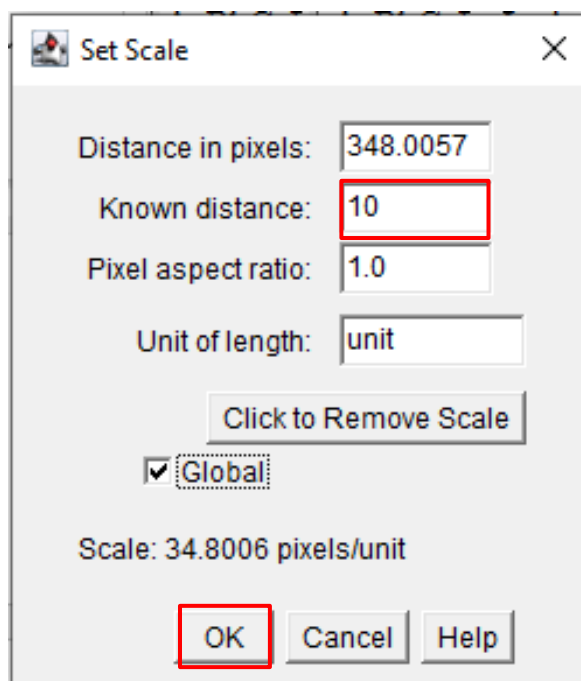 Set Scale
Distance in pixels: 348.0057
Known distance: 10
Pixel aspect ratio: 1.0
Unit of length: unit
Click to Remove Scale
Global
Scale: 34.8006 pixels/unit
OK Cancel Help